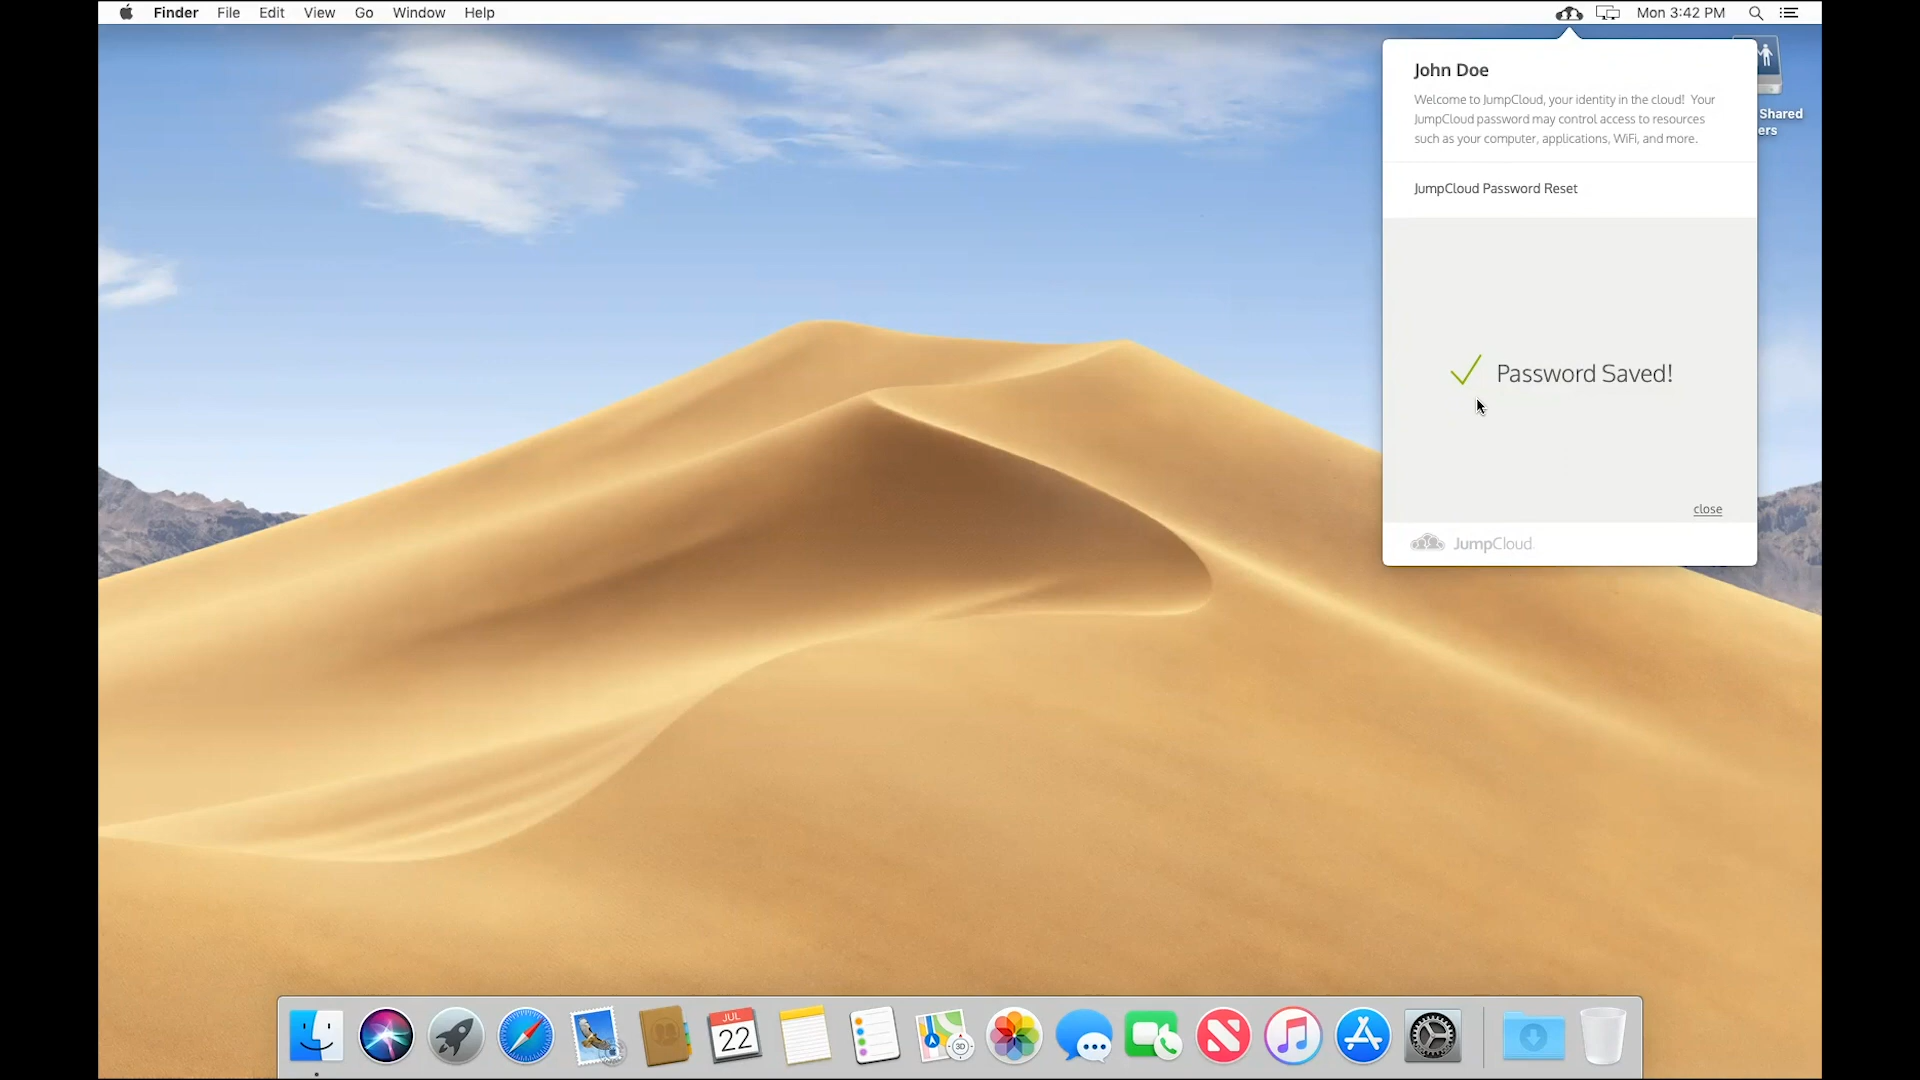 Finder File Edit View Go Window Help
Mon 3:42 PM
John Doe
Welcome to JumpCloud, your identity in the cloud! Your
JumpCloud password may control access to resources
such as your computer, applications, WiFi, and more.
Shared
ers
JumpCloud Password Reset
Password Saved!
close
JumpCloud.
JUL
22
3D